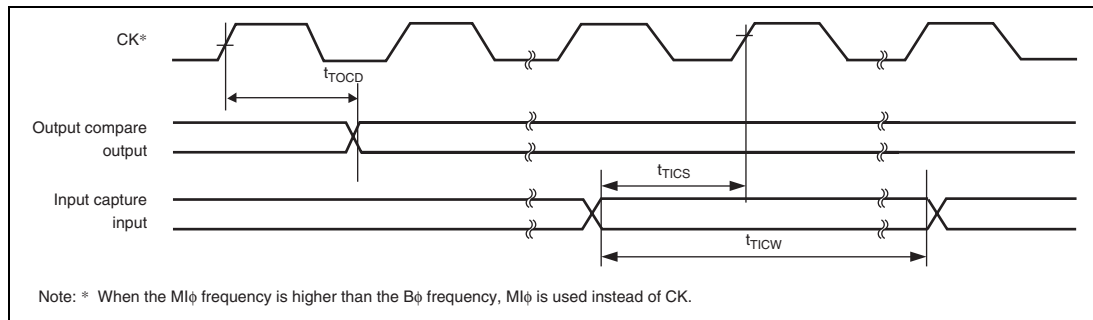 CK*
tTOCD
Output compare
output
tTICS
Input capture
input
tTICW
Note: * When the MIϕ frequency is higher than the Bϕ frequency, MIϕ is used instead of CK.